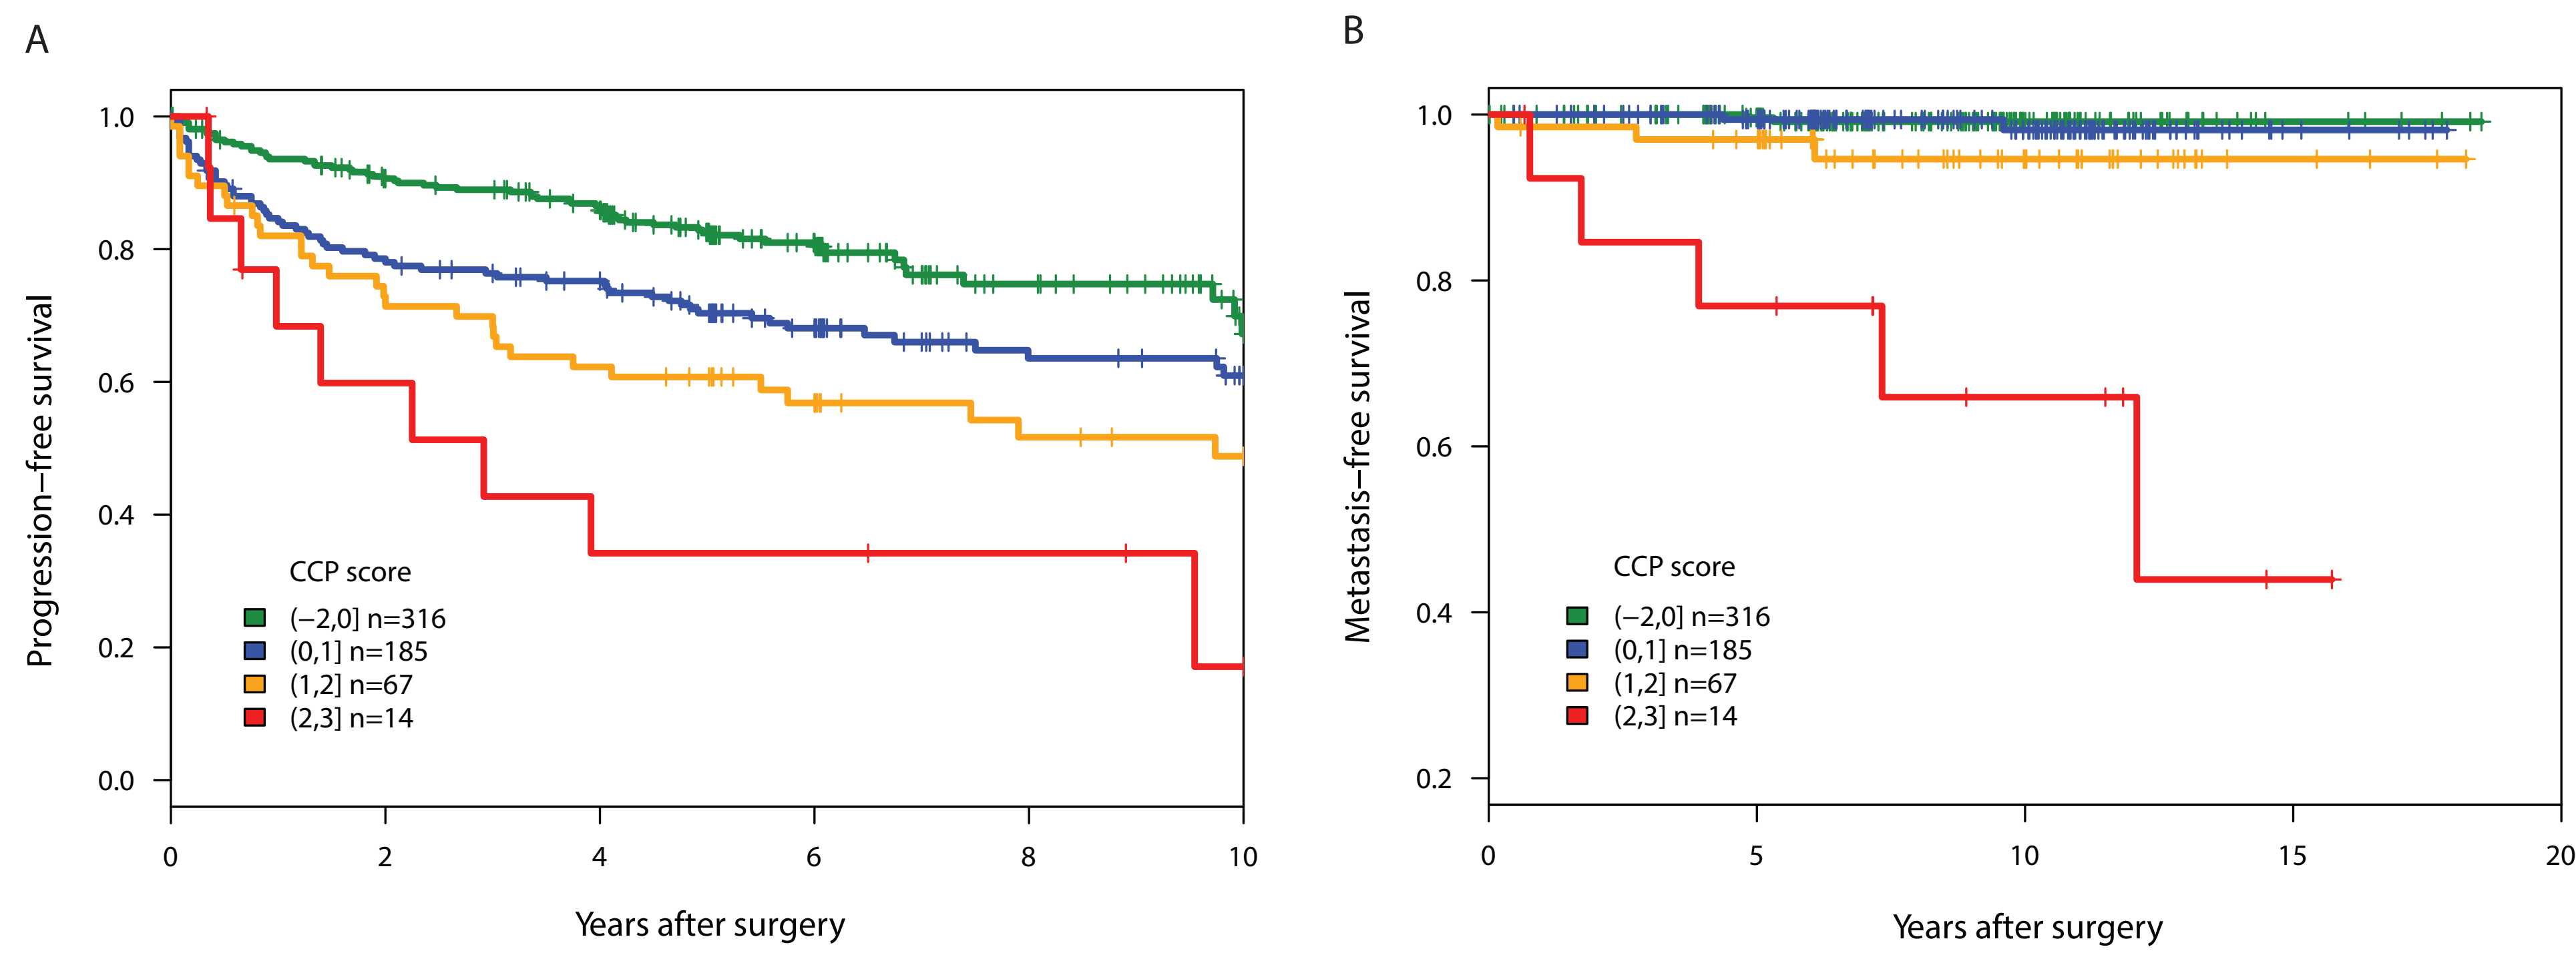 A
Progression–free survival
1.0
0.8
0.6
0.4
0.2
0.0
CCP score
(−2,0] n=316
(0,1] n=185
(1,2] n=67
(2,3] n=14
0 2 4 6 8 10
Years after surgery
B
Metastasis–free survival
1.0
0.8
0.6
0.4
0.2
CCP score
(−2,0] n=316
(0,1] n=185
(1,2] n=67
(2,3] n=14
0 5 10 15 20
Years after surgery